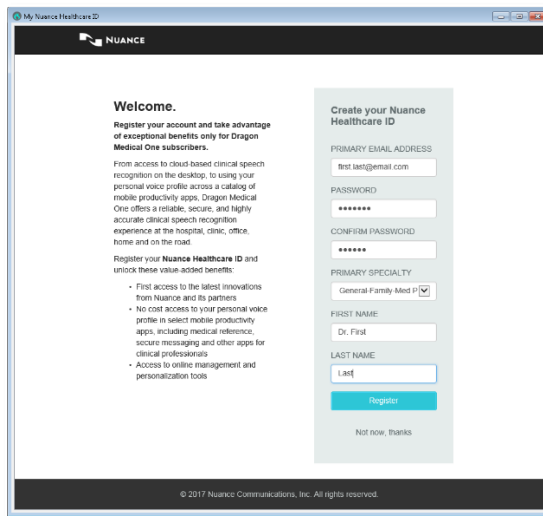 My Nuance Healthcare ID
NUANCE
Welcome.
Register your account and take advantage
of exceptional benefits only for Dragon
Medical One subscribers.
From access to cloud-based clinical speech
recognition on the desktop, to using your
personal voice profile across a catalog of
mobile productivity apps, Dragon Medical
One offers a reliable, secure, and highly
accurate clinical speech recognition
experience at the hospital, clinic, office,
home and on the road.
Register your Nuance Healthcare ID and
unlock these value-added benefits:
• First access to the latest innovations
from Nuance and its partners
• No cost access to your personal voice
profile in select mobile productivity
apps, including medical reference,
secure messaging and other apps for
clinical professionals
• Access to online management and
personalization tools
Create your Nuance
Healthcare ID
PRIMARY EMAIL ADDRESS
first.last@email.com
PASSWORD
•••••••
CONFIRM PASSWORD
••••••
PRIMARY SPECIALTY
General-Family-Med P
FIRST NAME
Dr. First
LAST NAME
Last
Register
Not now, thanks
© 2017 Nuance Communications, Inc. All rights reserved.